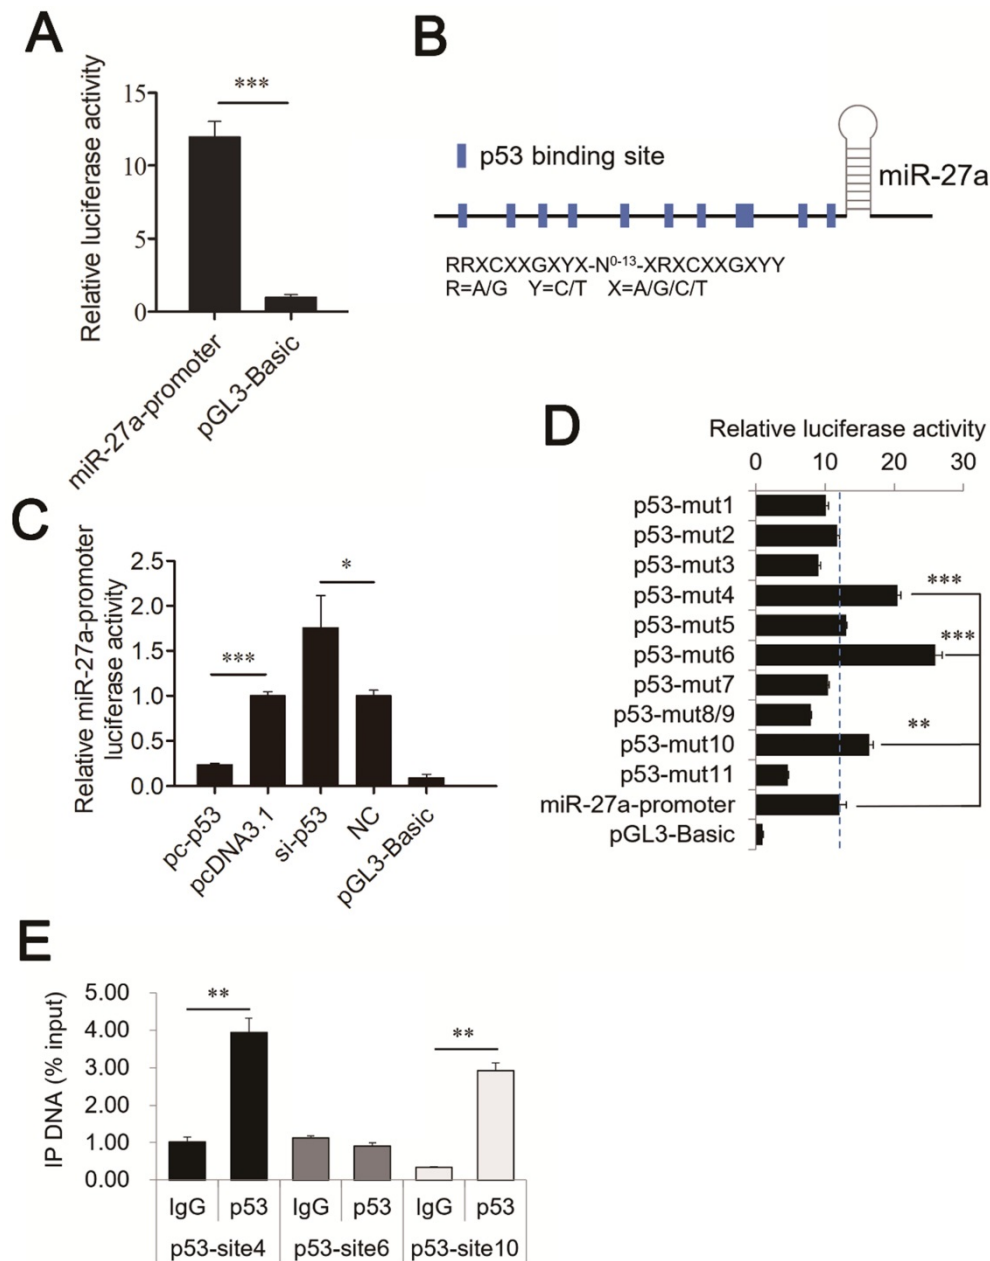 A
Relative luciferase activity
15
10
5
0
***
miR-27a-promoter
pGL3-Basic
B
p53 binding site
miR-27a
RRXCXXGXYX-N0-13-XRXCXXGXYY
R=A/G Y=C/T X=A/G/C/T
C
Relative miR-27a-promoter
luciferase activity
2.5
2.0
1.5
1.0
0.5
0.0
***
*
pc-p53
pcDNA3.1
si-p53
NC
pGL3-Basic
D
Relative luciferase activity
0 10 20 30
p53-mut1
p53-mut2
p53-mut3
p53-mut4
***
p53-mut5
p53-mut6
***
p53-mut7
p53-mut8/9
p53-mut10
**
p53-mut11
miR-27a-promoter
pGL3-Basic
E
IP DNA (% input)
5.00
4.00
3.00
2.00
1.00
0.00
**
**
IgG p53 IgG p53 IgG p53
p53-site4 p53-site6 p53-site10